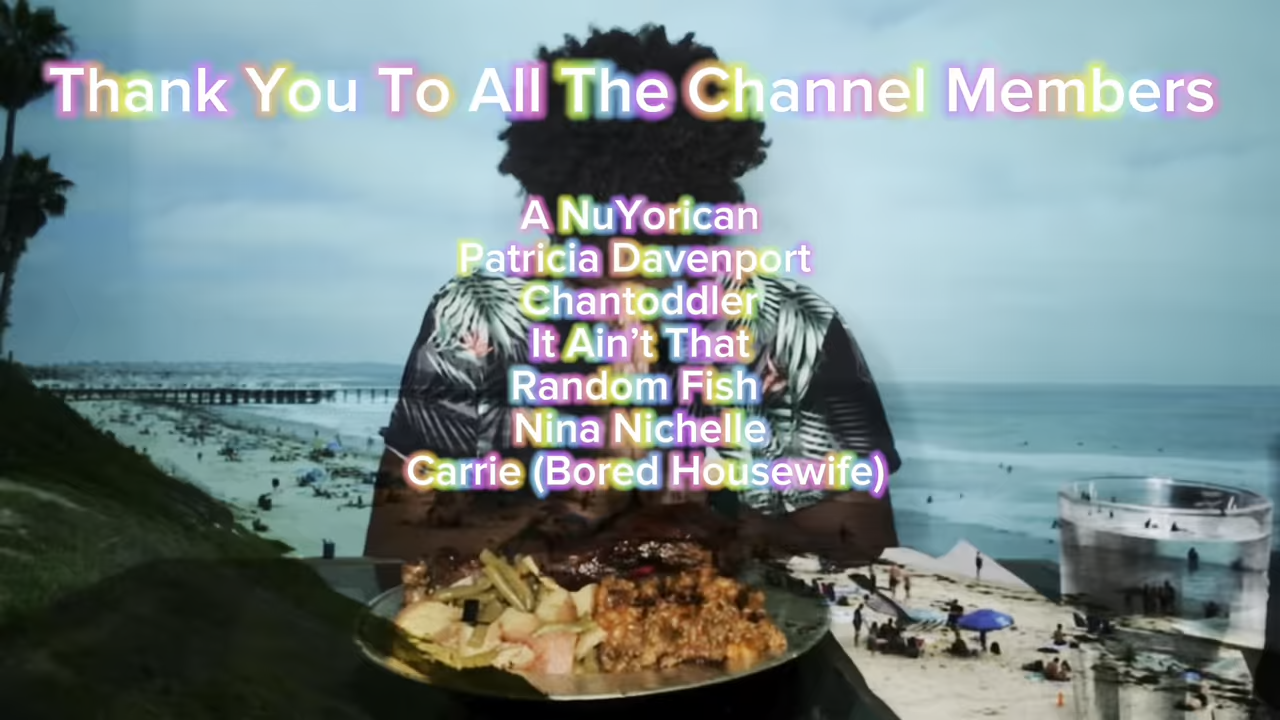 Thank You To All The Channel Members
A NuYorican
Patricia Davenport
Chantoddler
It Ain’t That
Random Fish
Nina Nichelle
Carrie (Bored Housewife)